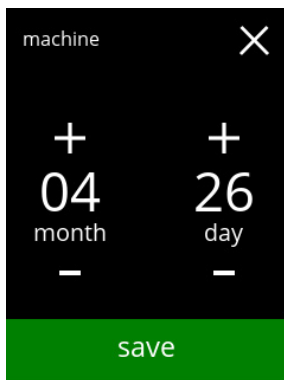 machine
+ +
04 26
month day
- -
save